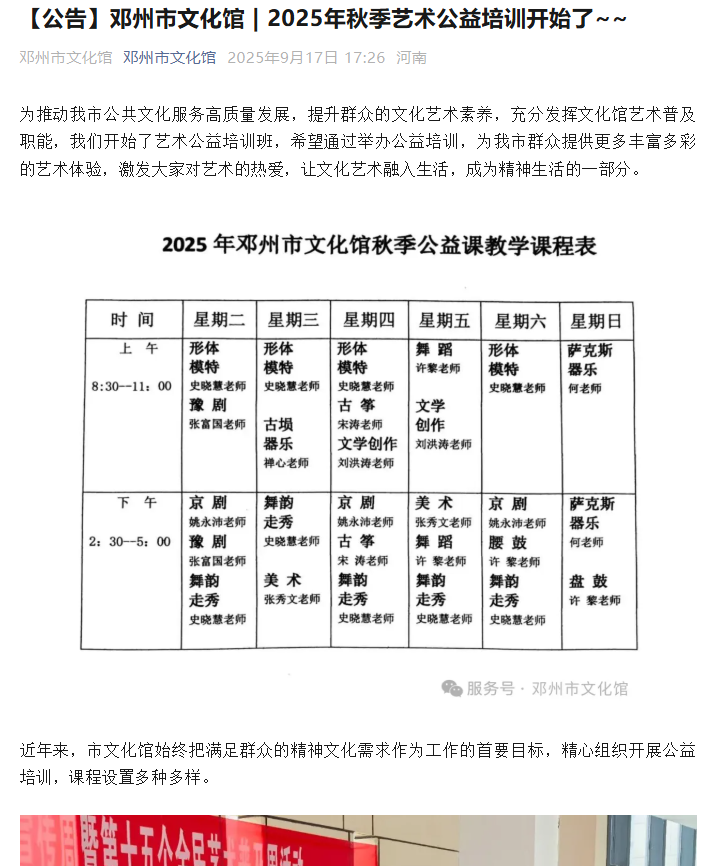 【公告】邓州市文化馆 | 2025年秋季艺术公益培训开始了~~
邓州市文化馆 邓州市文化馆 2025年9月17日 17:26 河南
为推动我市公共文化服务高质量发展，提升群众的文化艺术素养，充分发挥文化馆艺术普及
职能，我们开始了艺术公益培训班，希望通过举办公益培训，为我市群众提供更多丰富多彩
的艺术体验，激发大家对艺术的热爱，让文化艺术融入生活，成为精神生活的一部分。
2025 年邓州市文化馆秋季公益课教学课程表
时 间 星期二 星期三 星期四 星期五 星期六 星期日
上 午
8:30--11：00
形体
模特
史晓慧老师
豫 剧
张富国老师
形体
模特
史晓慧老师
古埙
器乐
禅心老师
形体
模特
史晓慧老师
古 筝
宋涛老师
文学创作
刘洪涛老师
舞 蹈
许黎老师
文学
创作
刘洪涛老师
形体
模特
史晓慧老师
萨克斯
器乐
何老师
下 午
2：30--5：00
京 剧
姚永沛老师
豫 剧
张富国老师
舞韵
走秀
史晓慧老师
舞韵
走秀
史晓慧老师
美 术
张秀文老师
京 剧
姚永沛老师
古 筝
宋 涛老师
舞韵
走秀
史晓慧老师
美 术
张秀文老师
舞 蹈
许 黎老师
舞韵
走秀
史晓慧老师
京 剧
姚永沛老师
腰 鼓
许 黎老师
舞韵
走秀
史晓慧老师
萨克斯
器乐
何老师
盘 鼓
许 黎老师
服务号 · 邓州市文化馆
近年来，市文化馆始终把满足群众的精神文化需求作为工作的首要目标，精心组织开展公益
培训，课程设置多种多样。
宣传周暨第十五个全民艺术普及周活动